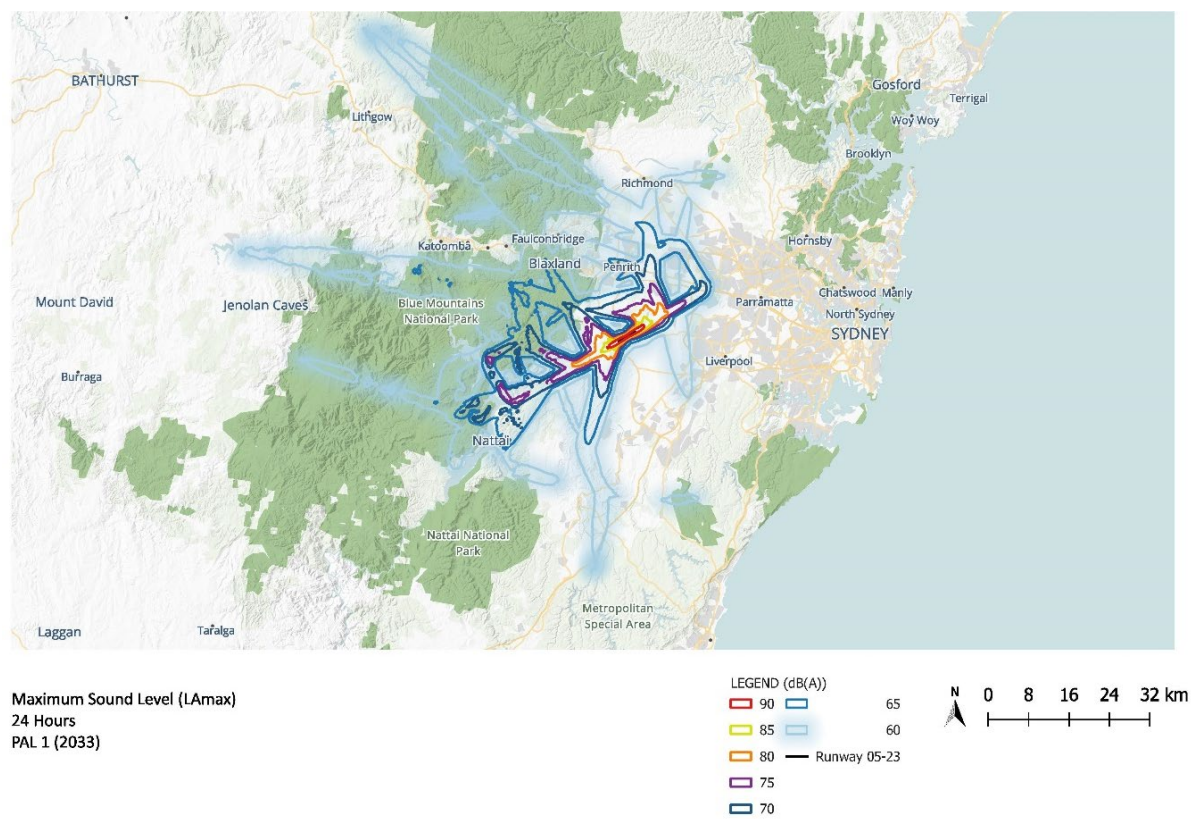 BATHURST
Gosford
Terrigal
Lithgow
Woy Woy
Brooklyn
Richmond
Katoomba
Faulconbridge
Hornsby
Blaxland
Penrith
Mount David
Jenolan Caves
Blue Mountains
National Park
Parramatta
Chatswood
Manly
North Sydney
SYDNEY
Liverpool
Burraga
Nattai
Nattai National
Park
Metropolitan
Special Area
Laggan
Taralga
Maximum Sound Level (LAmax)
24 Hours
PAL 1 (2033)
LEGEND (dB(A))
90 65
85 60
80 Runway 05-23
75
70
N
0 8 16 24 32 km